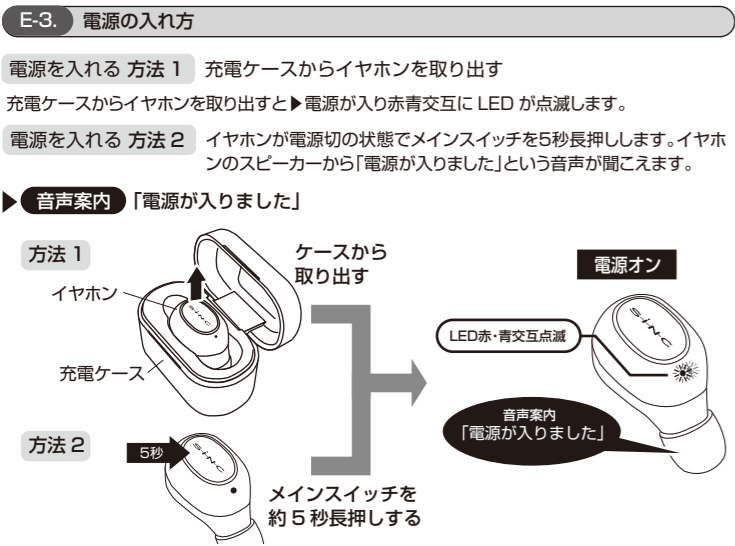 E-3. 電源の入れ方
電源を入れる 方法 1 充電ケースからイヤホンを取り出す
充電ケースからイヤホンを取り出すと▶電源が入り赤青交互に LED が点滅します。
電源を入れる 方法 2 イヤホンが電源切の状態でメインスイッチを5秒長押しします。イヤホ
ンのスピーカーから「電源が入りました」という音声が聞こえます。
▶ 音声案内 「電源が入りました」
方法 1
イヤホン
充電ケース
ケースから
取り出す
方法 2
5秒
メインスイッチを
約 5 秒長押しする
電源オン
LED赤・青交互点滅
音声案内
「電源が入りました」